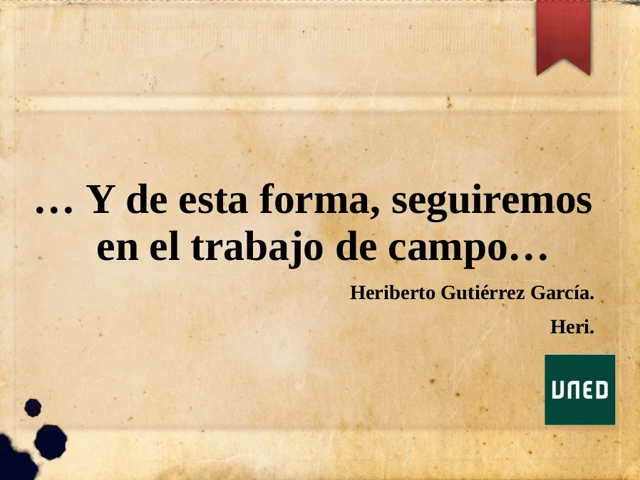 … Y de esta forma, seguiremos
en el trabajo de campo…
Heriberto Gutiérrez García.
Heri.
UNED